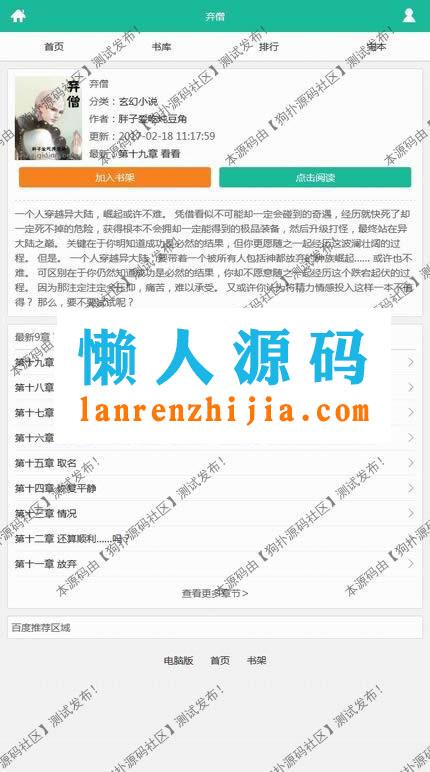 弃僧
首页 书库 排行 完本
弃僧
弃僧
分类：玄幻小说
作者：胖子爱吃炖豆角
更新：2017-02-18 11:17:59
最新：第十九章 看看
加入书架 点击阅读
一个人穿越异大陆，崛起或许不难。 凭借看似不可能却一定会碰到的奇遇，经历就快死了却
一定死不掉的危险，获得根本不会拥却一定能得到的极品装备，然后升级打怪，最终站在异
大陆之巅。 关键在于你明知道成功是必然的结果，但你更愿随之一起经历这波澜壮阔的过
程。 但是。 一个人穿越异大陆，要带着一个被所有人包括神都放弃的种族崛起...... 或许也不
难。 可区别在于你仍然知道成功是必然的结果，你却不愿意随之一起经历这个跌宕起伏的过
程。 因为那注定注定会压抑，痛苦，难以承受。 又或许你认为将精力情感投入这样一本不值
得？ 那么，要不要试试呢？
最新9章
第十九章
第十八章
第十七章
第十六章
第十五章 取名
第十四章 恢复平静
第十三章 情况
第十二章 还算顺利......吗？
第十一章 放弃
查看更多章节>
百度推荐区域
电脑版 首页 书架
懒人源码
lanrenzhijia.com
本源码由【狗扑源码社区】测试发布！